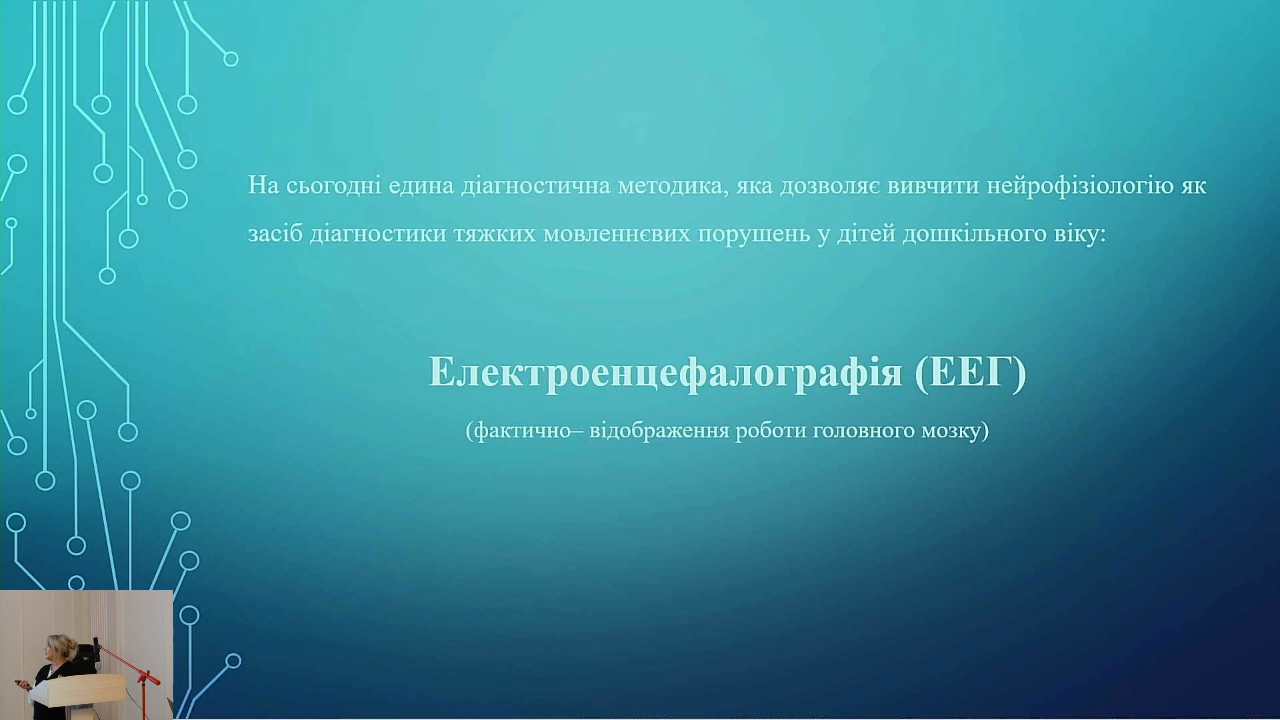 На сьогодні едина діагностична методика, яка дозволяє вивчити нейрофізіологію як
засіб діагностики тяжких мовленнєвих порушень у дітей дошкільного віку:
Електроенцефалографія (ЕЕГ)
(фактично– відображення роботи головного мозку)